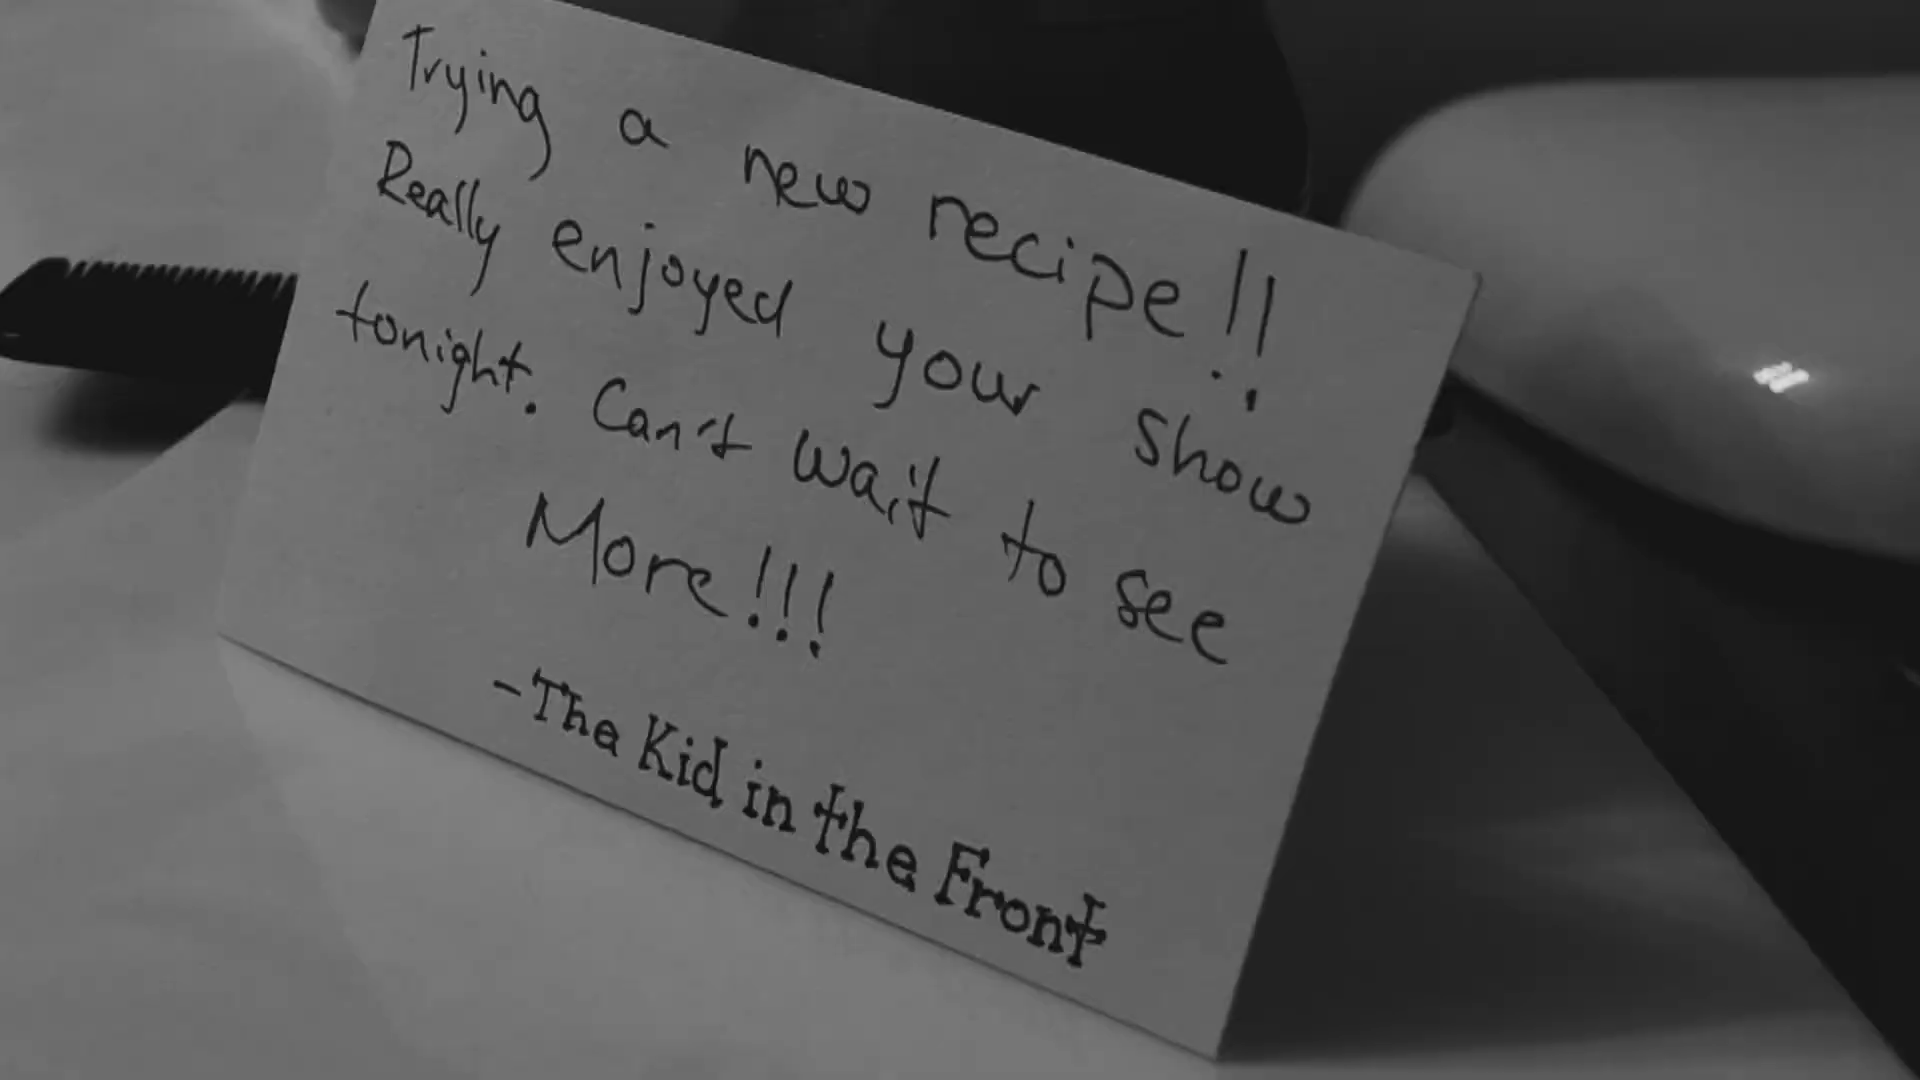 Trying a new recipe!!
Really enjoyed your show
tonight. Can't wait to see
More!!!
-The Kid in the Front